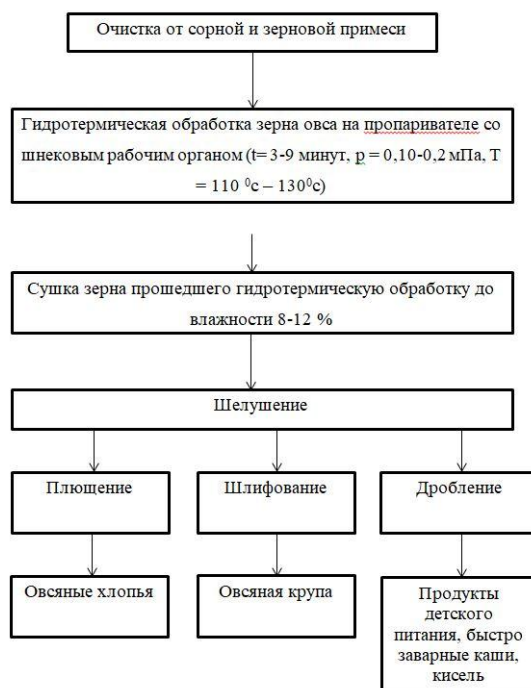 Очистка от сорной и зерновой примеси
Гидротермическая обработка зерна овса на пропаривателе со
шнековым рабочим органом (t= 3-9 минут, p = 0,10-0,2 мПа, Т
= 110 ⁰с – 130⁰с)
Сушка зерна прошедшего гидротермическую обработку до
влажности 8-12 %
Шелушение
Плющение
Шлифование
Дробление
Овсяные хлопья
Овсяная крупа
Продукты
детского
питания, быстро
заварные каши,
кисель